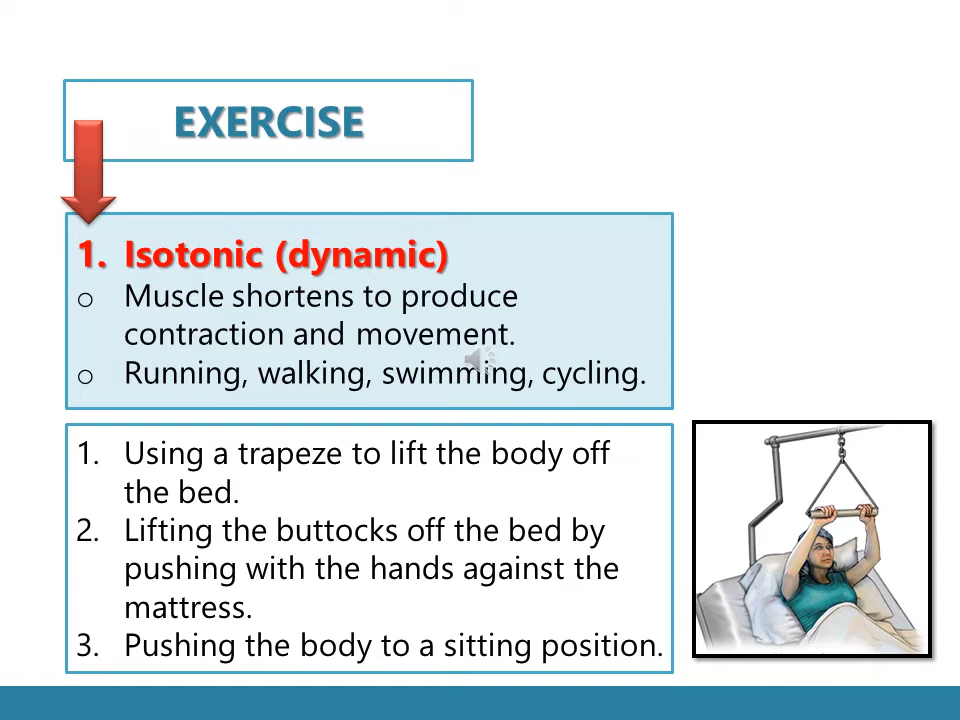 EXERCISE
1. Isotonic (dynamic)
o Muscle shortens to produce
contraction and movement.
o Running, walking, swimming, cycling.
1. Using a trapeze to lift the body off
the bed.
2. Lifting the buttocks off the bed by
pushing with the hands against the
mattress.
3. Pushing the body to a sitting position.